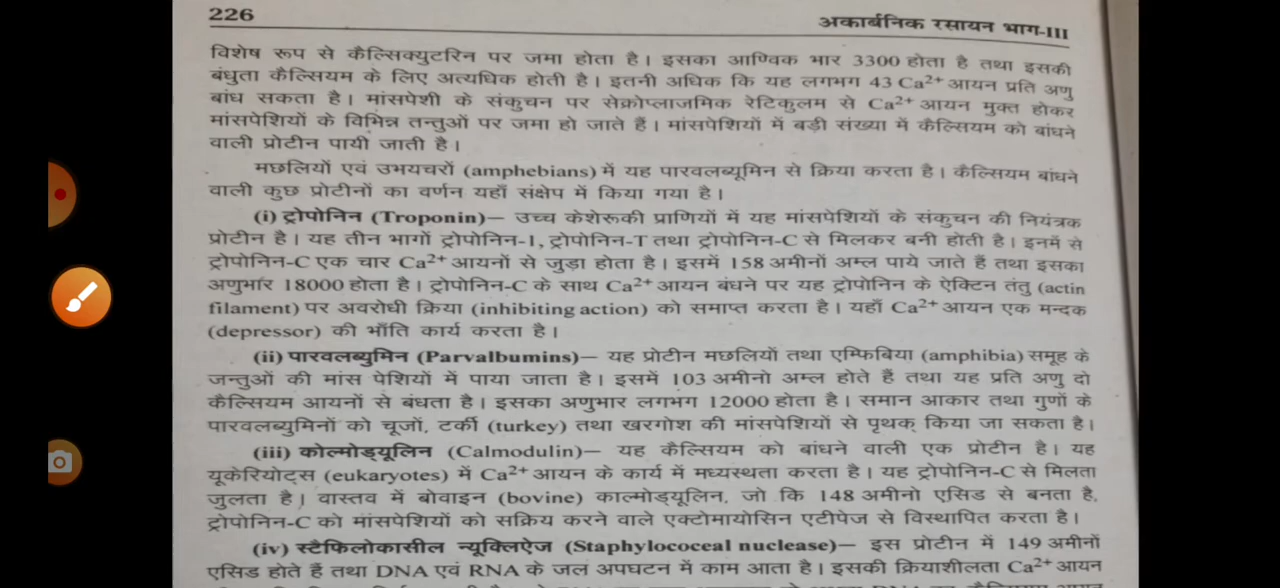 226
अकार्बनिक रसायन भाग-III
विशेष रूप से कैल्सिक्युटरिन पर जमा होता है। इसका आण्विक भार 3300 होता है तथा इसकी
बंधुता कैल्सियम के लिए अत्यधिक होती है। इतनी अधिक कि यह लगभग 43 Ca²⁺ आयन प्रति अणु
बांध सकता है। मांसपेशी के संकुचन पर सेक्रोप्लाजमिक रेटिकुलम से Ca²⁺ आयन मुक्त होकर
मांसपेशियों के विभिन्न तन्तुओं पर जमा हो जाते हैं। मांसपेशियों में बड़ी संख्या में कैल्सियम को बांधने
वाली प्रोटीन पायी जाती है।
मछलियों एवं उभयचरों (amphebians) में यह पारवलब्यूमिन से क्रिया करता है। कैल्सियम बांधने
वाली कुछ प्रोटीनों का वर्णन यहाँ संक्षेप में किया गया है।
(i) ट्रोपोनिन (Troponin)– उच्च केशेरूकी प्राणियों में यह मांसपेशियों के संकुचन की नियंत्रक
प्रोटीन है। यह तीन भागों ट्रोपोनिन-1, ट्रोपोनिन-T तथा ट्रोपोनिन-C से मिलकर बनी होती है। इनमें से
ट्रोपोनिन-C एक चार Ca²⁺ आयनों से जुड़ा होता है। इसमें 158 अमीनों अम्ल पाये जाते हैं तथा इसका
अणुभार 18000 होता है। ट्रोपोनिन-C के साथ Ca²⁺ आयन बंधने पर यह ट्रोपोनिन के ऐक्टिन तंतु (actin
filament) पर अवरोधी क्रिया (inhibiting action) को समाप्त करता है। यहाँ Ca²⁺ आयन एक मन्दक
(depressor) की भाँति कार्य करता है।
(ii) पारवलब्युमिन (Parvalbumins)– यह प्रोटीन मछलियों तथा एम्फिबिया (amphibia) समूह के
जन्तुओं की मांस पेशियों में पाया जाता है। इसमें 103 अमीनो अम्ल होते हैं तथा यह प्रति अणु दो
कैल्सियम आयनों से बंधता है। इसका अणुभार लगभग 12000 होता है। समान आकार तथा गुणों के
पारवलब्युमिनों को चूजों, टर्की (turkey) तथा खरगोश की मांसपेशियों से पृथक् किया जा सकता है।
(iii) कोल्मोड्यूलिन (Calmodulin)– यह कैल्सियम को बांधने वाली एक प्रोटीन है। यह
यूकेरियोट्स (eukaryotes) में Ca²⁺ आयन के कार्य में मध्यस्थता करता है। यह ट्रोपोनिन-C से मिलता
जुलता है। वास्तव में बोवाइन (bovine) काल्मोड्यूलिन, जो कि 148 अमीनो एसिड से बनता है,
ट्रोपोनिन-C को मांसपेशियों को सक्रिय करने वाले एक्टोमायोसिन एटीपेज से विस्थापित करता है।
(iv) स्टैफिलोकासील न्यूक्लिऐज (Staphylococeal nuclease)– इस प्रोटीन में 149 अमीनों
एसिड होते हैं तथा DNA एवं RNA के जल अपघटन में काम आता है। इसकी क्रियाशीलता Ca²⁺ आयन